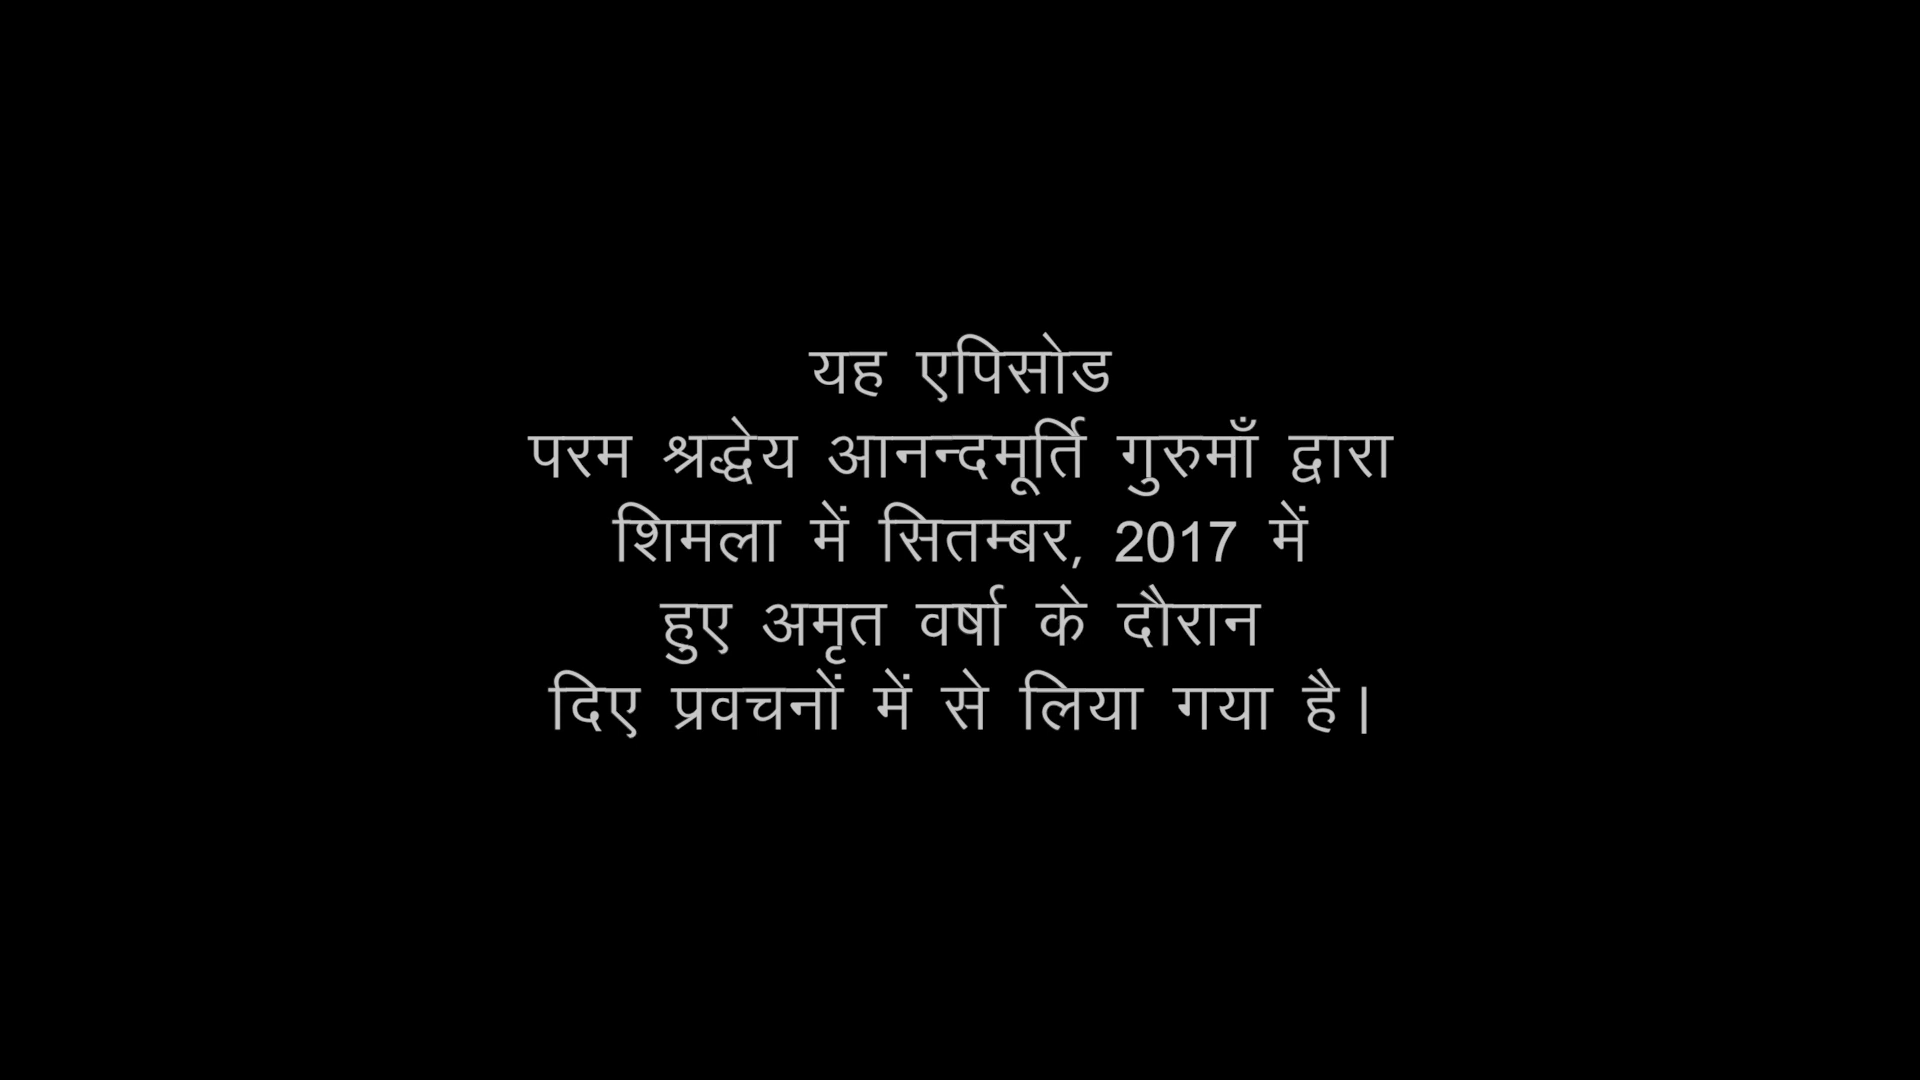 यह एपिसोड
परम श्रद्धेय आनन्दमूर्ति गुरुमाँ द्वारा
शिमला में सितम्बर, 2017 में
हुए अमृत वर्षा के दौरान
दिए प्रवचनों में से लिया गया है।